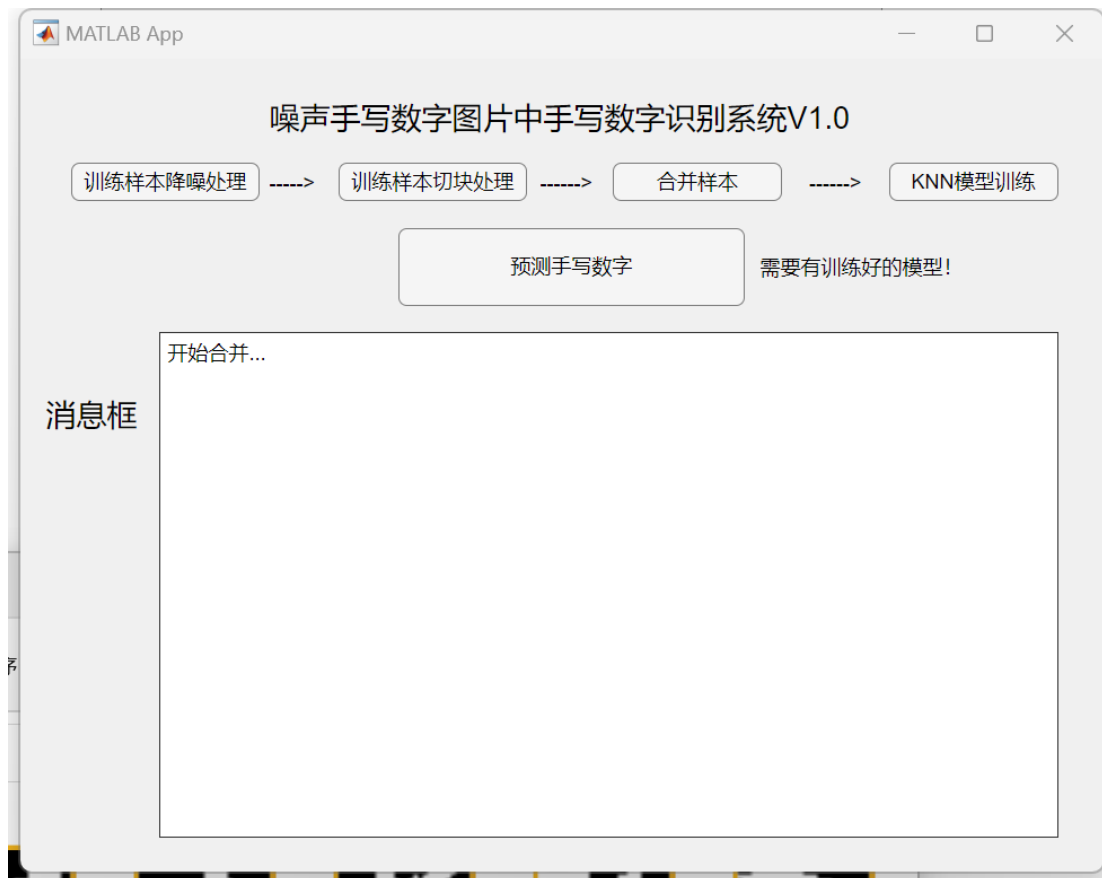 MATLAB App
噪声手写数字图片中手写数字识别系统V1.0
训练样本降噪处理 -----> 训练样本切块处理 ------> 合并样本 ------> KNN模型训练
预测手写数字 需要有训练好的模型!
开始合并...
消息框
序